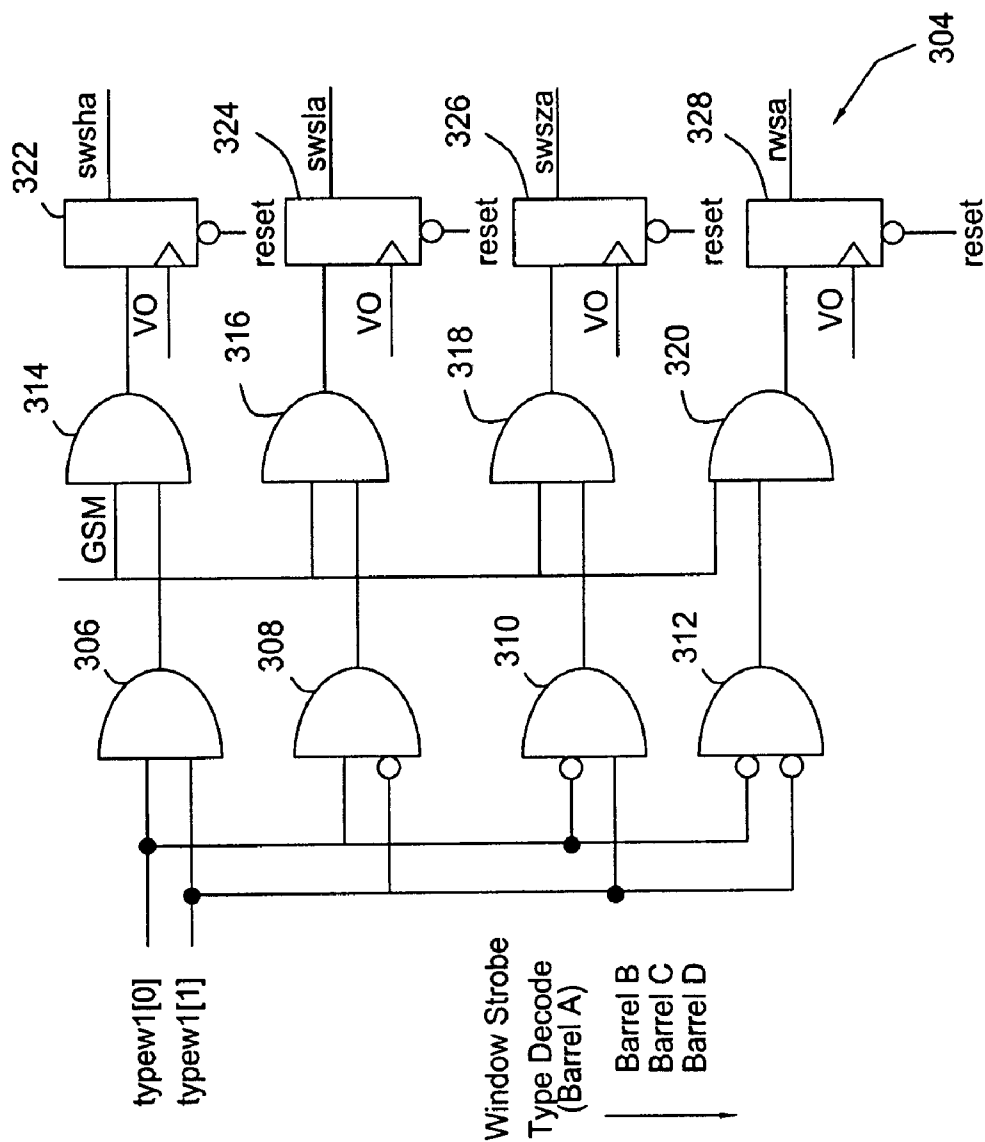 322
swsha
314
VO
GSM
reset
306
typew1[0]
typew1[1]
324
swsla
316
VO
reset
308
326
swsza
318
VO
reset
310
328
rwsa
320
VO
reset
312
304
Window Strobe
Type Decode
(Barrel A)
Barrel B
Barrel C
Barrel D